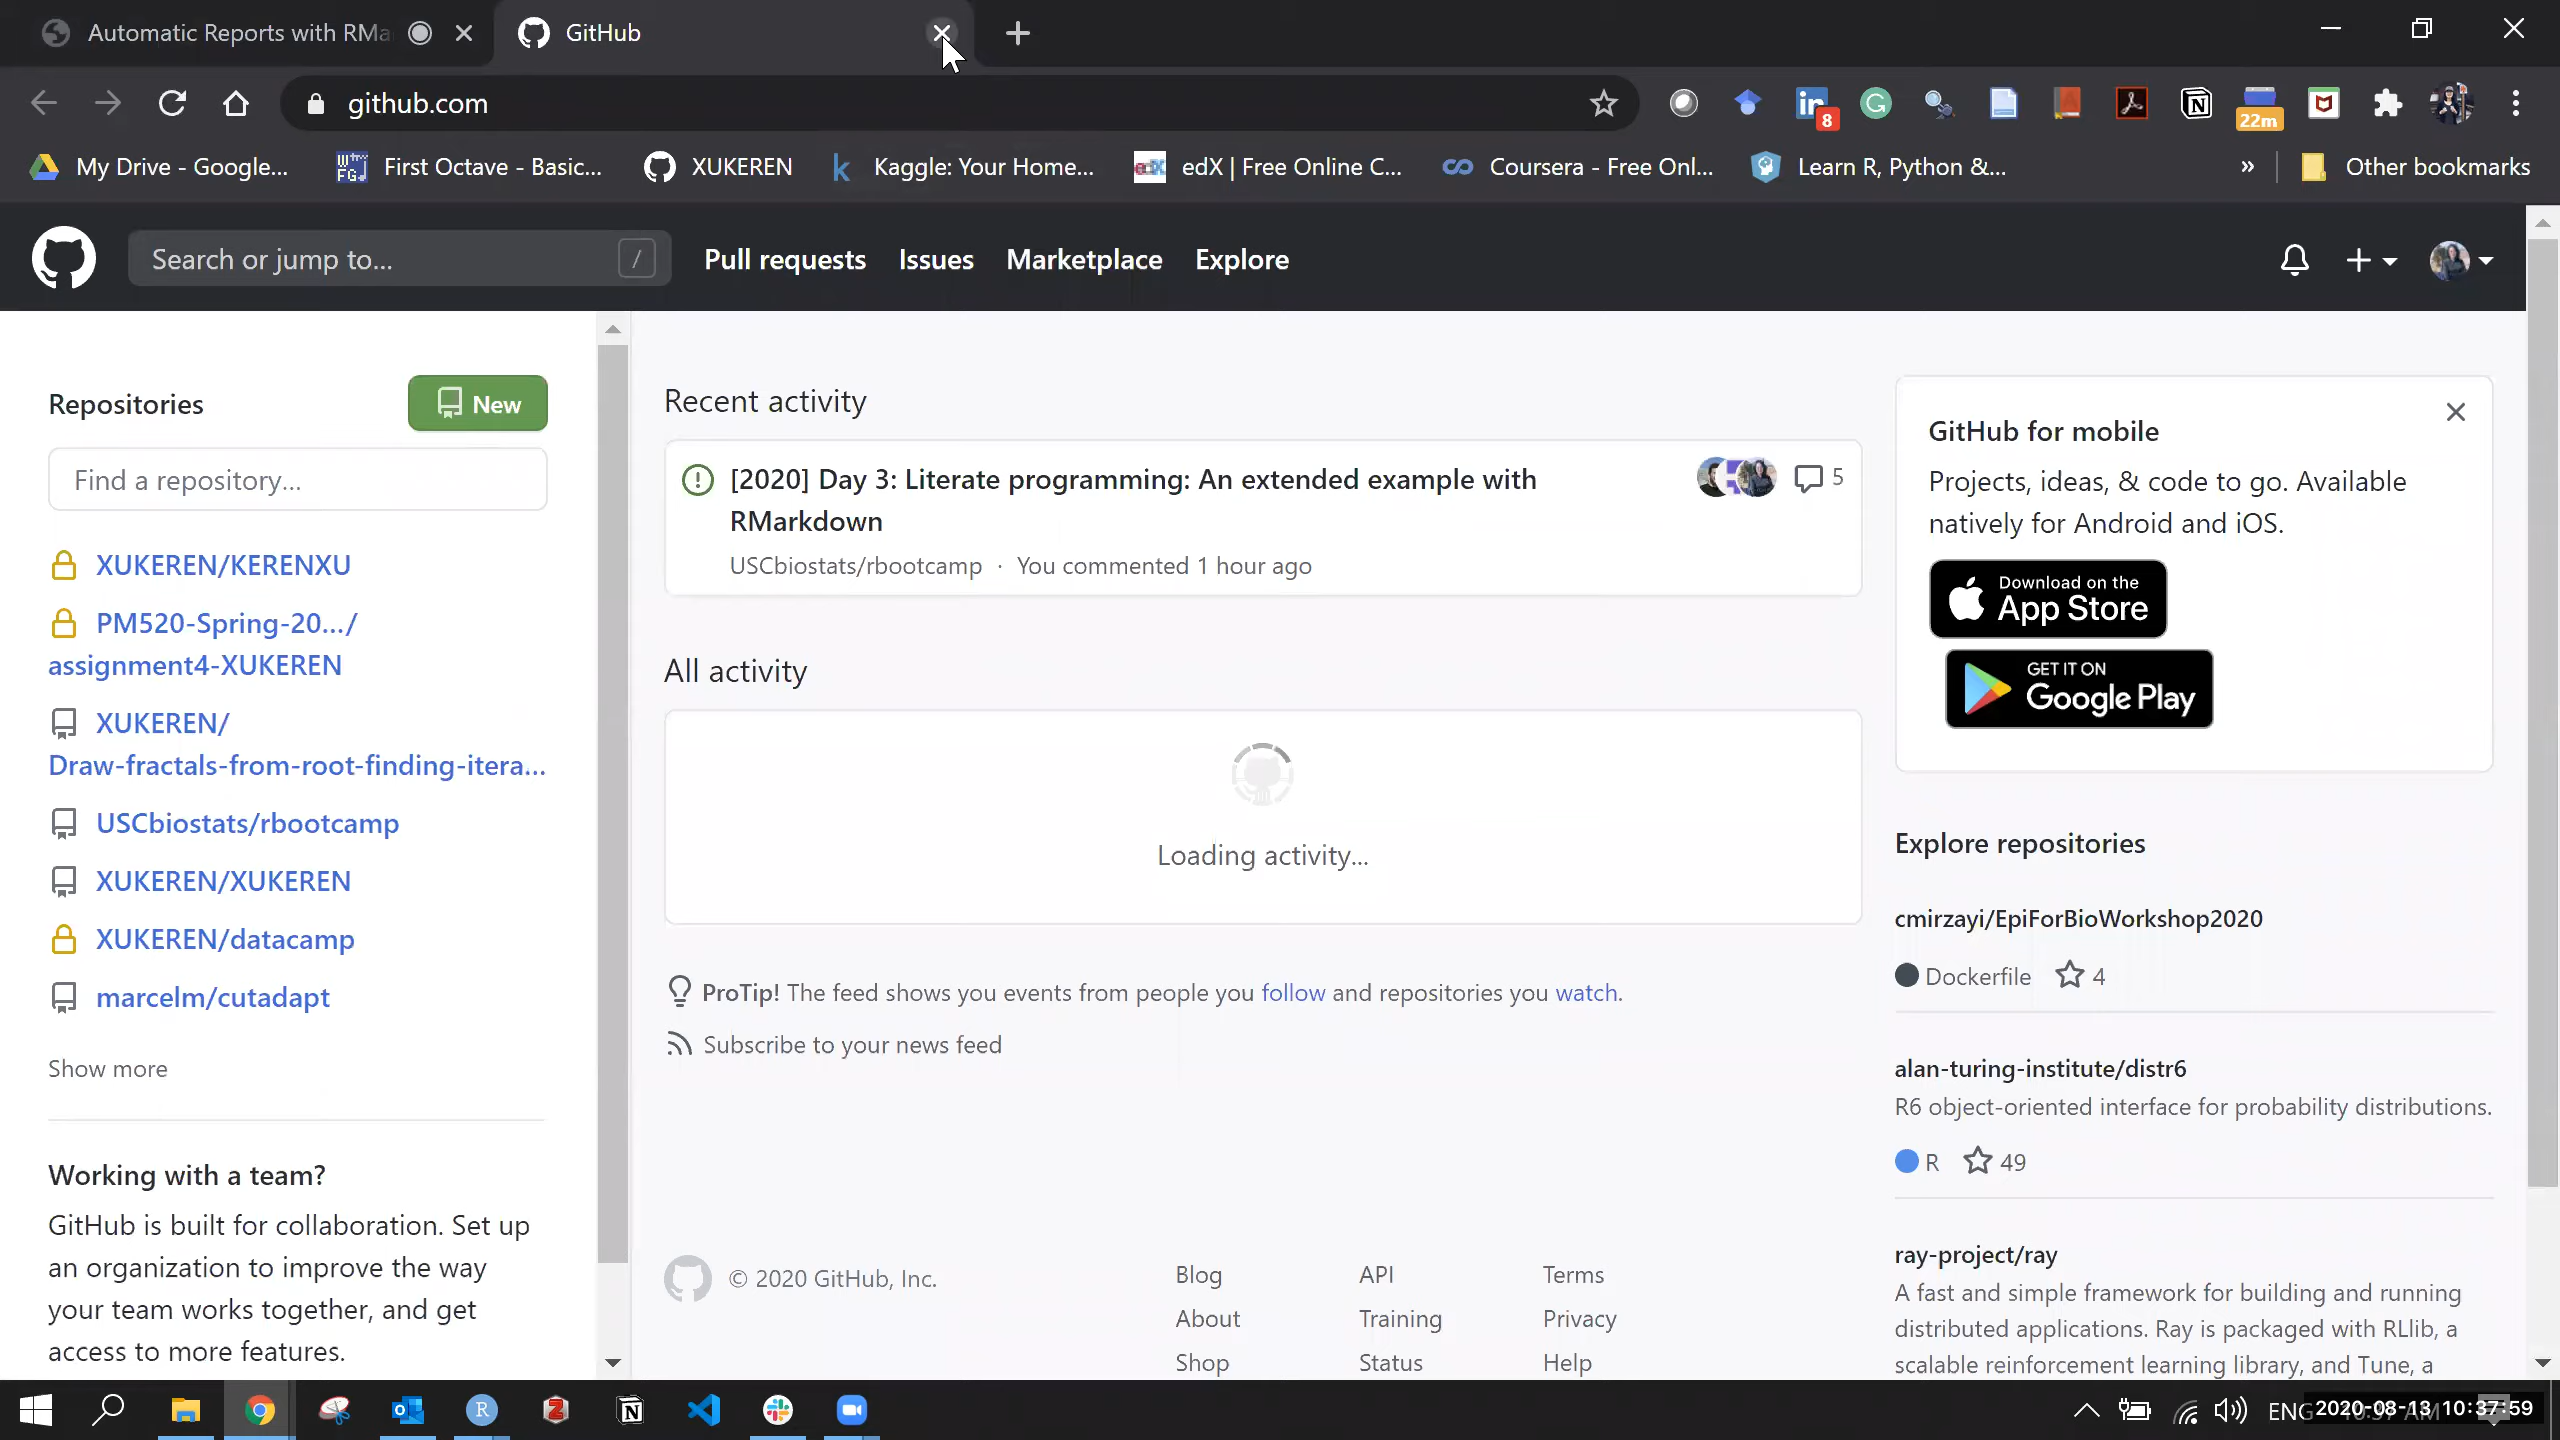 Automatic Reports with RMa
GitHub
github.com
8
22m
My Drive - Google...
First Octave - Basic...
XUKEREN
Kaggle: Your Home...
edX | Free Online C...
Coursera - Free Onl...
Learn R, Python &...
»
Other bookmarks
Search or jump to...
/
Pull requests
Issues
Marketplace
Explore
Repositories
New
Find a repository...
XUKEREN/KERENXU
PM520-Spring-20.../
assignment4-XUKEREN
XUKEREN/
Draw-fractals-from-root-finding-itera...
USCbiostats/rbootcamp
XUKEREN/XUKEREN
XUKEREN/datacamp
marcelm/cutadapt
Show more
Working with a team?
GitHub is built for collaboration. Set up
an organization to improve the way
your team works together, and get
access to more features.
Recent activity
[2020] Day 3: Literate programming: An extended example with
RMarkdown
5
USCbiostats/rbootcamp · You commented 1 hour ago
All activity
Loading activity...
ProTip! The feed shows you events from people you follow and repositories you watch.
Subscribe to your news feed
© 2020 GitHub, Inc.
Blog
About
Shop
API
Training
Status
Terms
Privacy
Help
GitHub for mobile
Projects, ideas, & code to go. Available
natively for Android and iOS.
Download on the
App Store
GET IT ON
Google Play
Explore repositories
cmirzayi/EpiForBioWorkshop2020
Dockerfile 4
alan-turing-institute/distr6
R6 object-oriented interface for probability distributions.
R 49
ray-project/ray
A fast and simple framework for building and running
distributed applications. Ray is packaged with RLlib, a
scalable reinforcement learning library, and Tune, a
ENG
2020-08-13 10:37:59